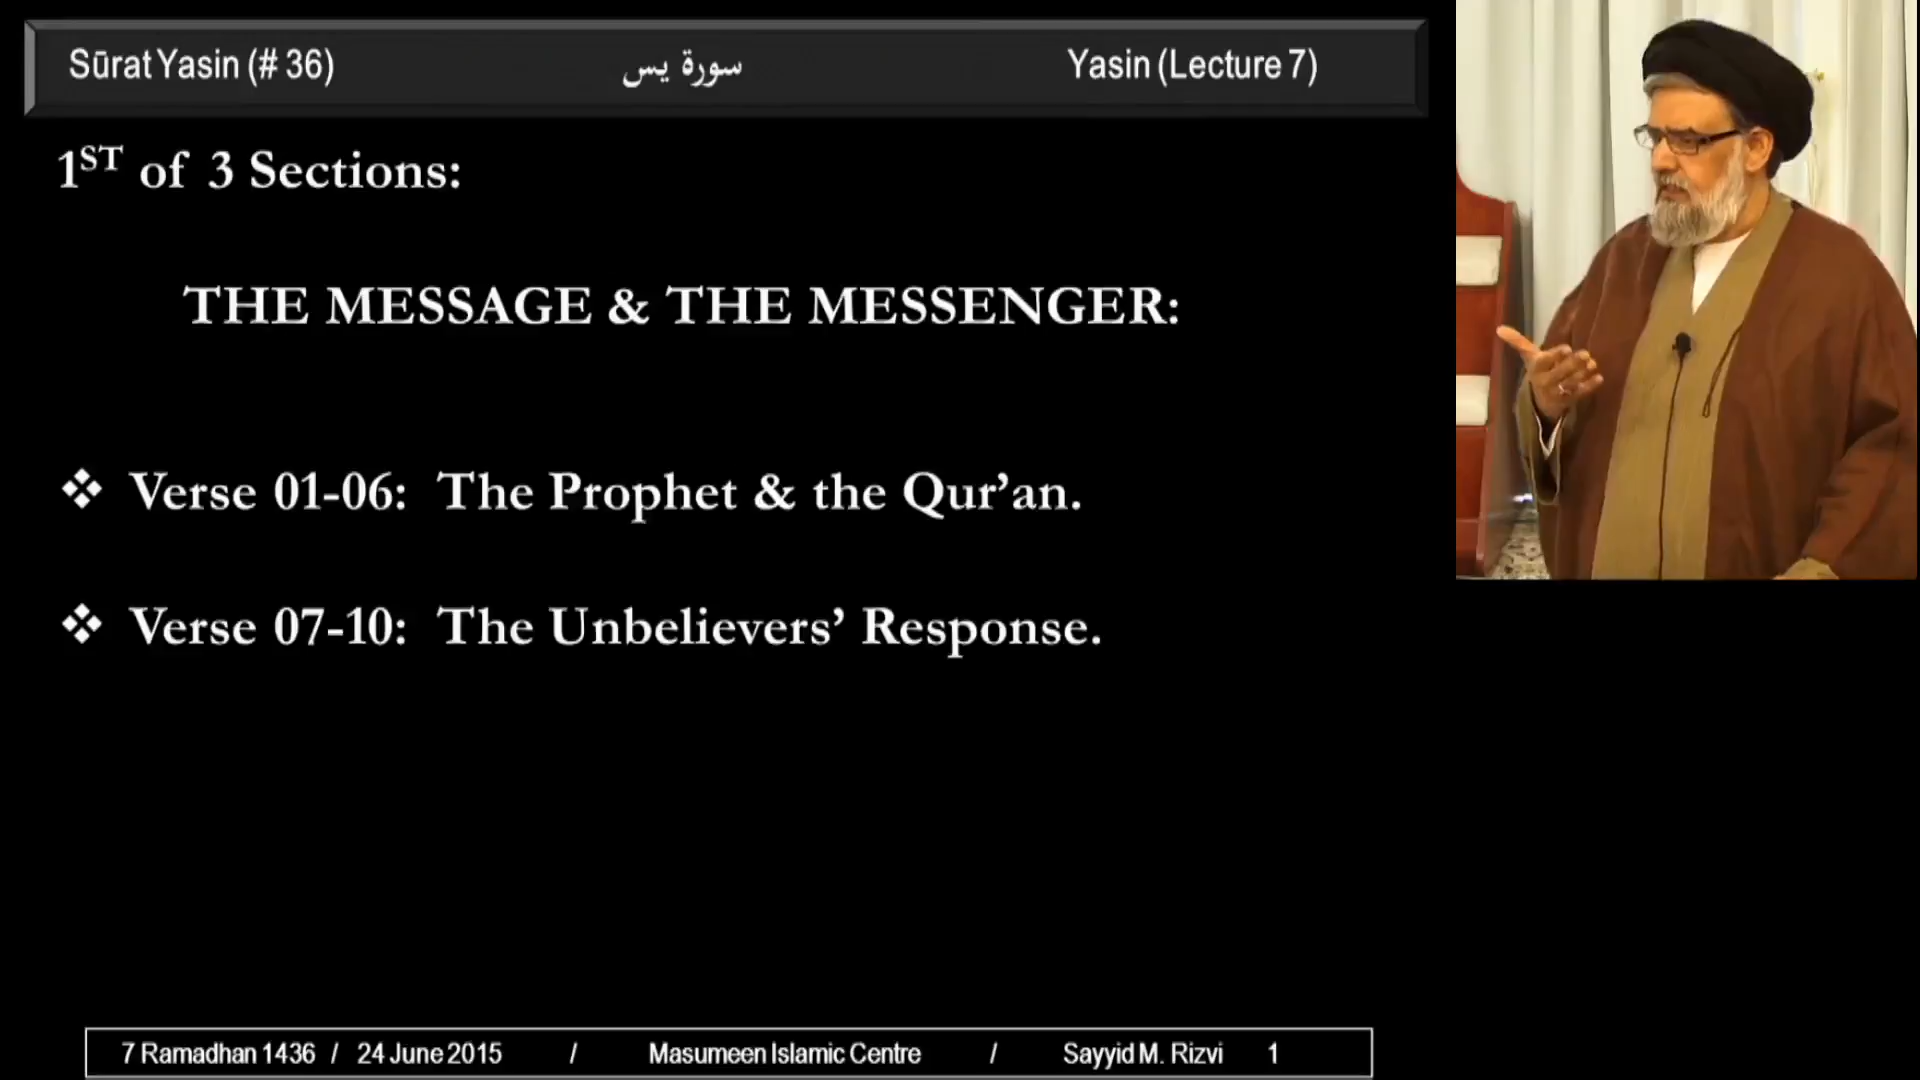 Sūrat Yasin (# 36) سورة يس Yasin (Lecture 7)
1ST of 3 Sections:
THE MESSAGE & THE MESSENGER:
❖ Verse 01-06: The Prophet & the Qur’an.
❖ Verse 07-10: The Unbelievers’ Response.
7 Ramadhan 1436 / 24 June 2015 / Masumeen Islamic Centre / Sayyid M. Rizvi 1